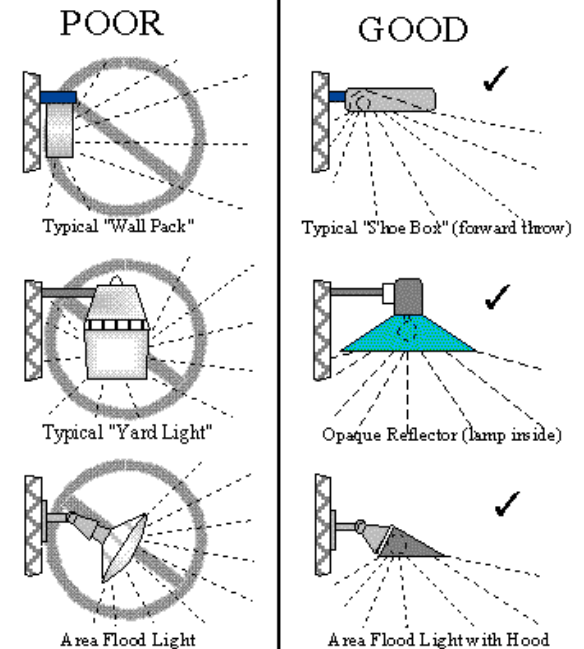 POOR
GOOD
Typical "Wall Pack"
Typical "Shoe Box" (forward throw)
Typical "Yard Light"
Opaque Reflector (lamp inside)
Area Flood Light
Area Flood Light with Hood